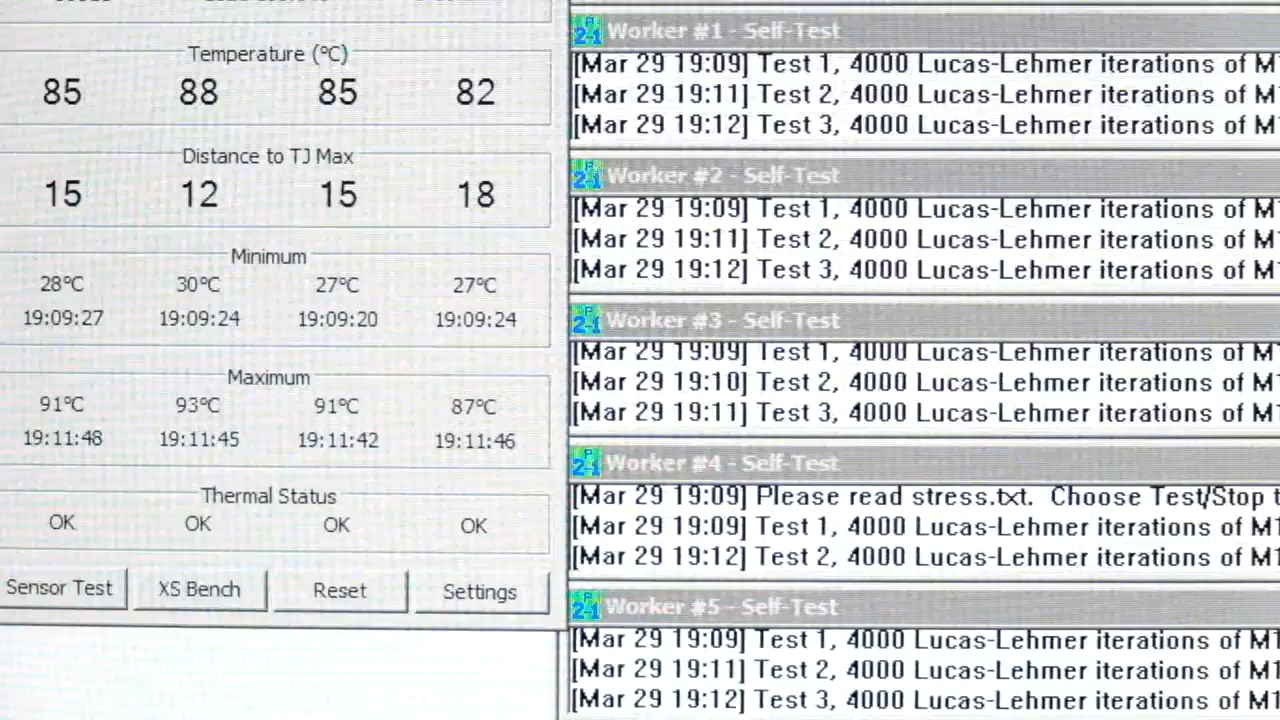 Temperature (°C)
85 88 85 82
Distance to TJ Max
15 12 15 18
Minimum
28°C 30°C 27°C 27°C
19:09:27 19:09:24 19:09:20 19:09:24
Maximum
91°C 93°C 91°C 87°C
19:11:48 19:11:45 19:11:42 19:11:46
Thermal Status
OK OK OK OK
Sensor Test XS Bench Reset Settings
Worker #1 - Self-Test
[Mar 29 19:09] Test 1, 4000 Lucas-Lehmer iterations of M1
[Mar 29 19:11] Test 2, 4000 Lucas-Lehmer iterations of M
[Mar 29 19:12] Test 3, 4000 Lucas-Lehmer iterations of M1
Worker #2 - Self-Test
[Mar 29 19:09] Test 1, 4000 Lucas-Lehmer iterations of M1
[Mar 29 19:11] Test 2, 4000 Lucas-Lehmer iterations of M
[Mar 29 19:12] Test 3, 4000 Lucas-Lehmer iterations of M1
Worker #3 - Self-Test
[Mar 29 19:09] Test 1, 4000 Lucas-Lehmer iterations of M1
[Mar 29 19:10] Test 2, 4000 Lucas-Lehmer iterations of M
[Mar 29 19:11] Test 3, 4000 Lucas-Lehmer iterations of M1
Worker #4 - Self-Test
[Mar 29 19:09] Please read stress.txt. Choose Test/Stop t
[Mar 29 19:09] Test 1, 4000 Lucas-Lehmer iterations of M1
[Mar 29 19:12] Test 2, 4000 Lucas-Lehmer iterations of M
Worker #5 - Self-Test
[Mar 29 19:09] Test 1, 4000 Lucas-Lehmer iterations of M1
[Mar 29 19:11] Test 2, 4000 Lucas-Lehmer iterations of M
[Mar 29 19:12] Test 3, 4000 Lucas-Lehmer iterations of M1